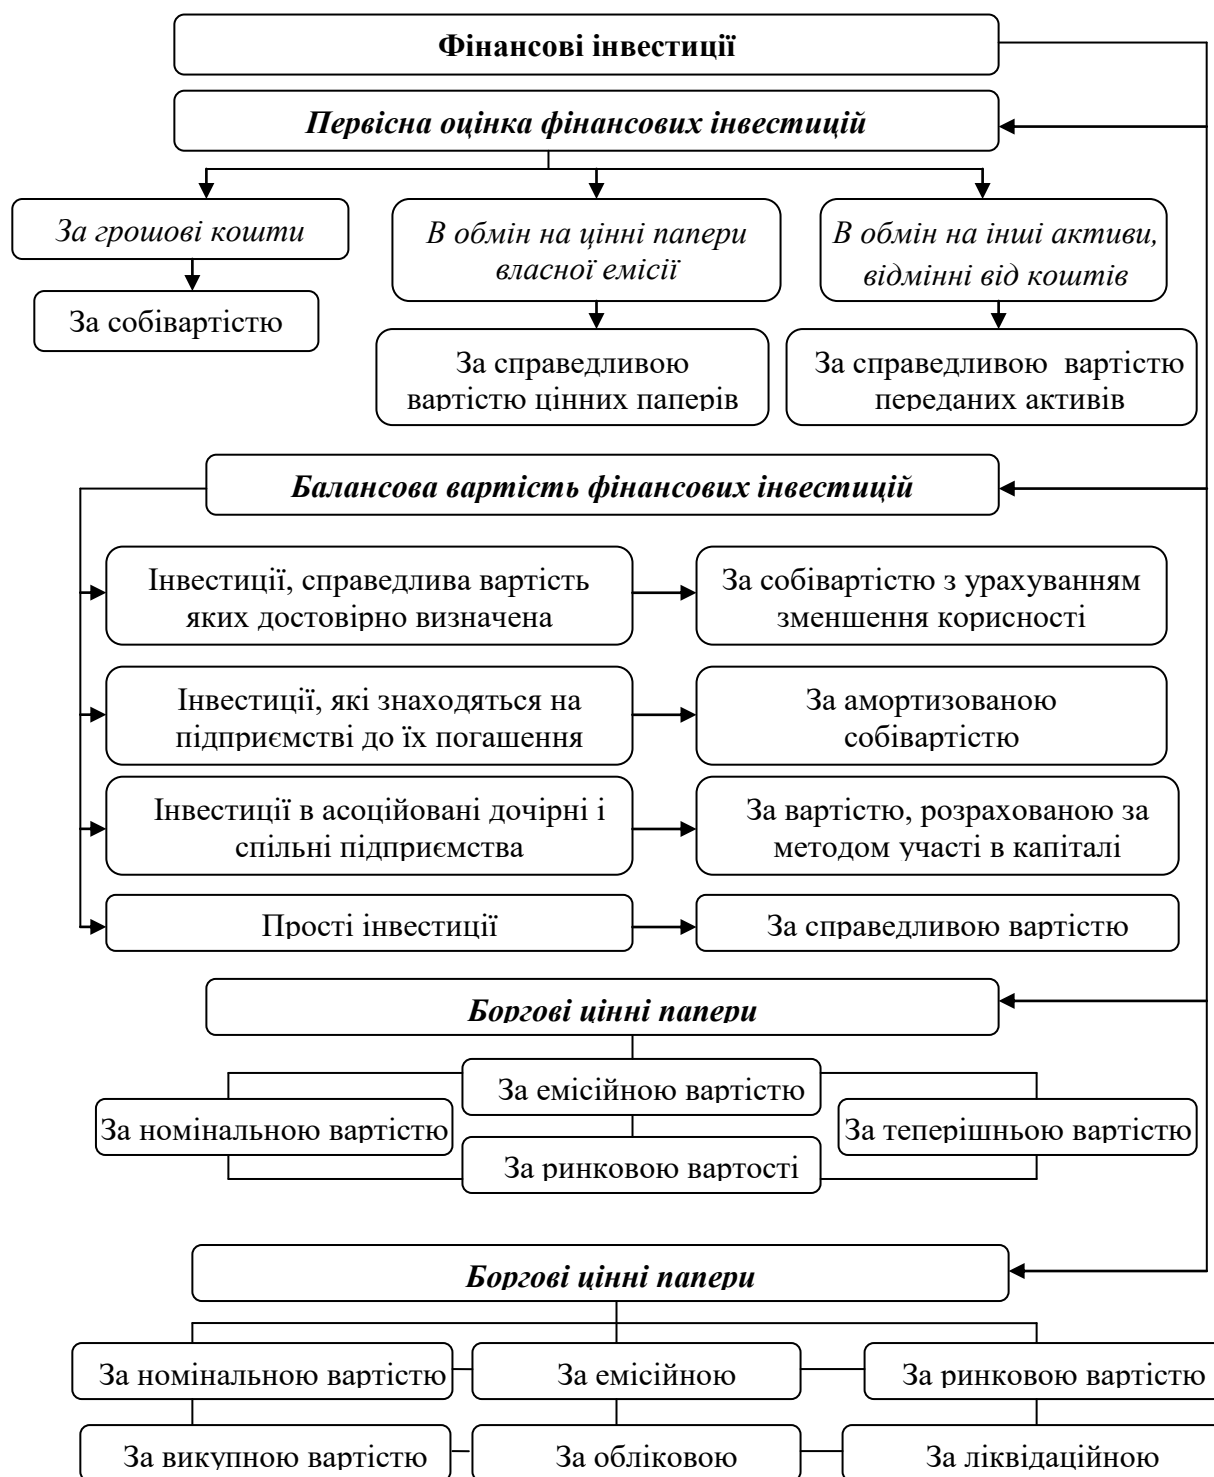 Фінансові інвестиції
Первісна оцінка фінансових інвестицій
За грошові кошти
В обмін на цінні папери
власної емісії
В обмін на інші активи,
відмінні від коштів
За собівартістю
За справедливою
вартістю цінних паперів
За справедливою вартістю
переданих активів
Балансова вартість фінансових інвестицій
Інвестиції, справедлива вартість
яких достовірно визначена
За собівартістю з урахуванням
зменшення корисності
Інвестиції, які знаходяться на
підприємстві до їх погашення
За амортизованою
собівартістю
Інвестиції в асоційовані дочірні і
спільні підприємства
За вартістю, розрахованою за
методом участі в капіталі
Прості інвестиції
За справедливою вартістю
Боргові цінні папери
За емісійною вартістю
За номінальною вартістю
За теперішньою вартістю
За ринковою вартості
Боргові цінні папери
За номінальною вартістю
За емісійною
За ринковою вартістю
За викупною вартістю
За обліковою
За ліквідаційною